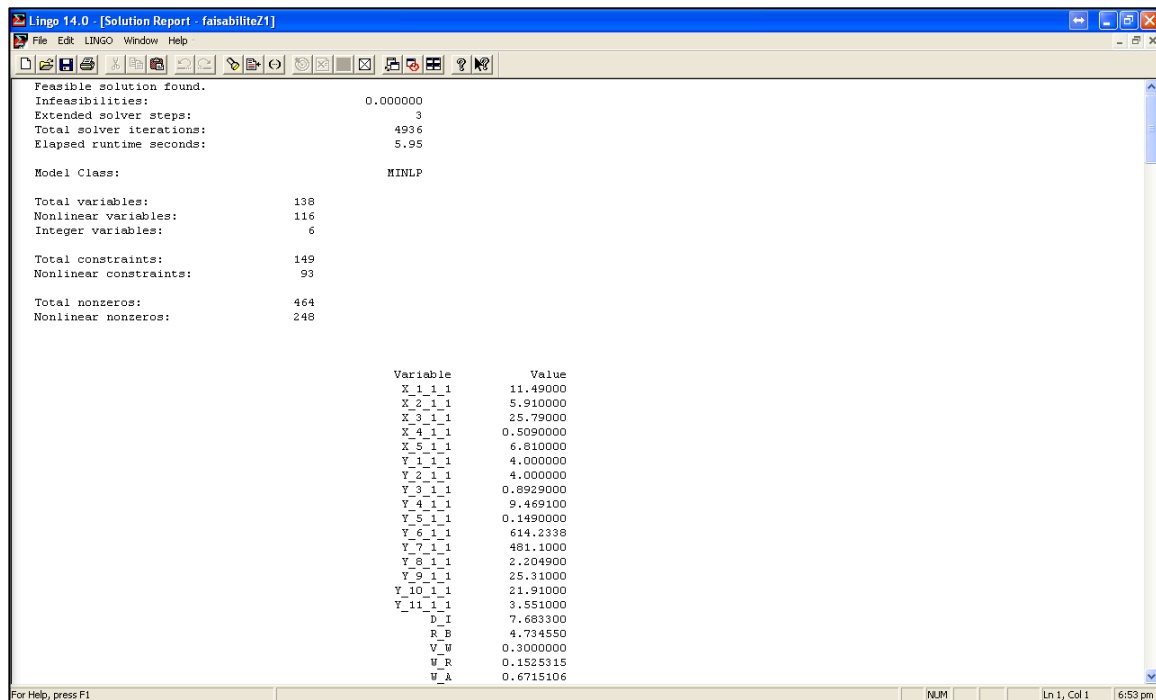 Lingo 14.0 - [Solution Report - faisabiliteZ1]
File Edit LINGO Window Help
Feasible solution found.
Infeasibilities: 0.000000
Extended solver steps: 3
Total solver iterations: 4936
Elapsed runtime seconds: 5.95
Model Class: MINLP
Total variables: 138
Nonlinear variables: 116
Integer variables: 6
Total constraints: 149
Nonlinear constraints: 93
Total nonzeros: 464
Nonlinear nonzeros: 248
Variable Value
X_1_1_1 11.49000
X_2_1_1 5.910000
X_3_1_1 25.79000
X_4_1_1 0.5090000
X_5_1_1 6.810000
Y_1_1_1 4.000000
Y_2_1_1 4.000000
Y_3_1_1 0.8929000
Y_4_1_1 9.469100
Y_5_1_1 0.1490000
Y_6_1_1 614.2338
Y_7_1_1 481.1000
Y_8_1_1 2.204900
Y_9_1_1 25.31000
Y_10_1_1 21.91000
Y_11_1_1 3.551000
D_I 7.683300
R_B 4.734550
V_W 0.3000000
W_R 0.1525315
W_A 0.6715106
For Help, press F1 NUM Ln 1, Col 1 6:53 pm